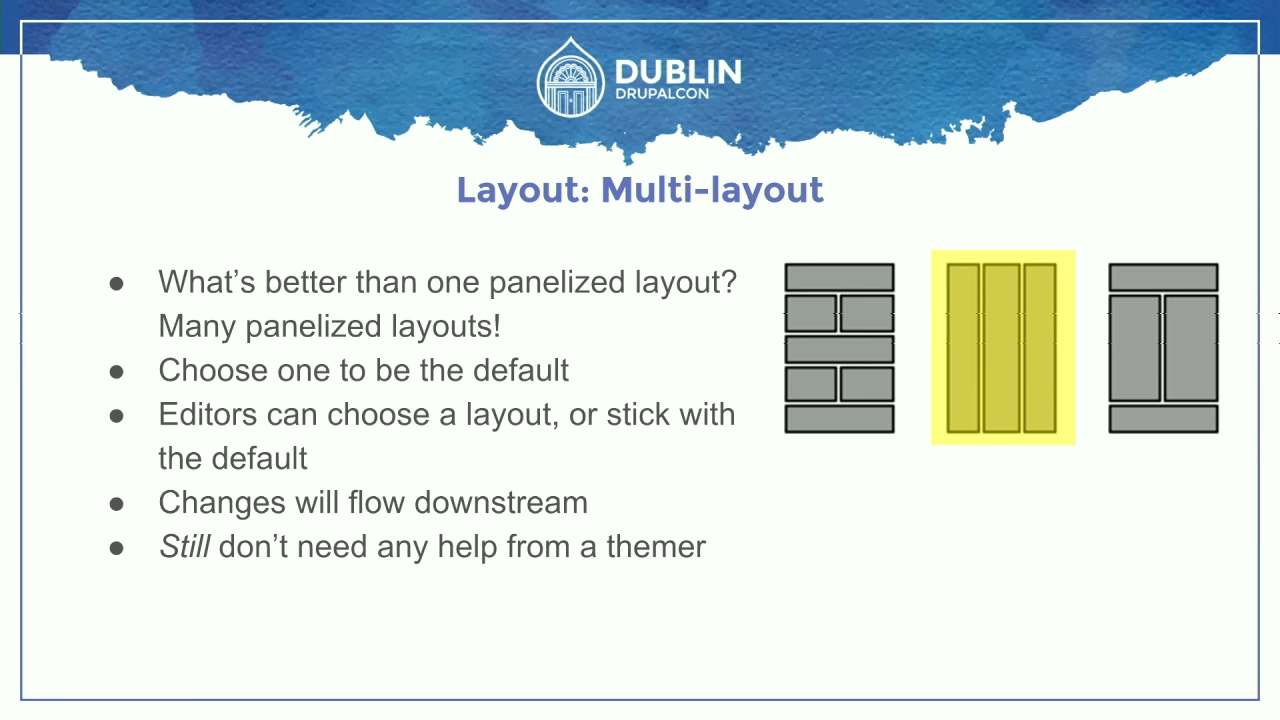 DUBLIN
DRUPALCON
Layout: Multi-layout
● What’s better than one panelized layout?
Many panelized layouts!
● Choose one to be the default
● Editors can choose a layout, or stick with
the default
● Changes will flow downstream
● Still don’t need any help from a themer